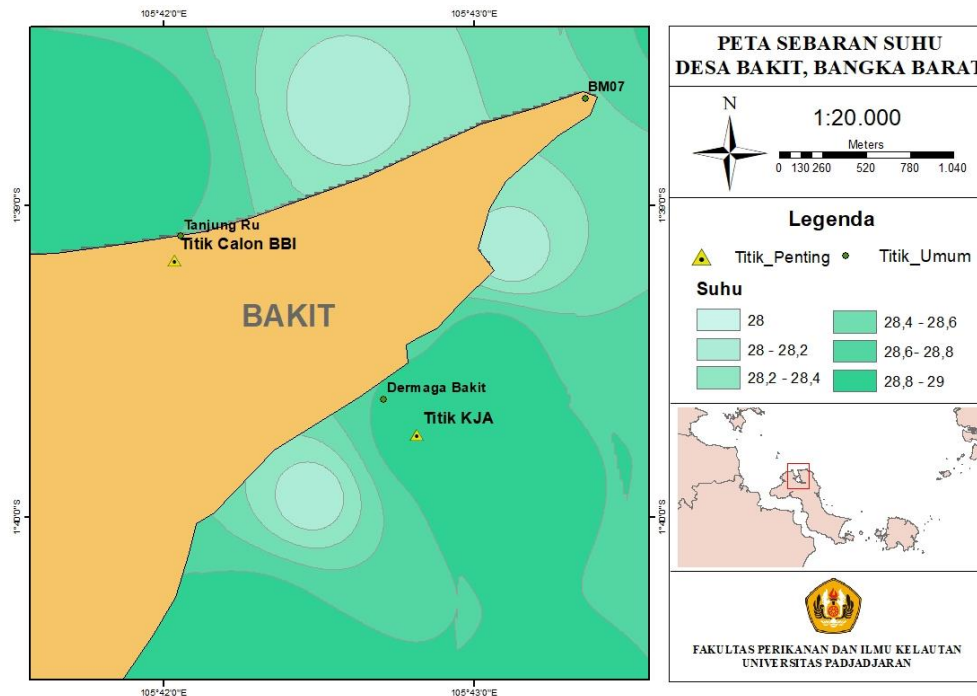 105°42'0"E
105°43'0"E
1°39'0"S
1°40'0"S
BM07
Tanjung Ru
Titik Calon BBI
BAKIT
Dermaga Bakit
Titik KJA
1°39'0"S
1°40'0"S
105°42'0"E
105°43'0"E
PETA SEBARAN SUHU
DESA BAKIT, BANGKA BARAT
N
1:20.000
Meters
0 130 260 520 780 1.040
Legenda
Titik_Penting
Titik_Umum
Suhu
28
28 - 28,2
28,2 - 28,4
28,4 - 28,6
28,6- 28,8
28,8 - 29
FAKULTAS PERIKANAN DAN ILMU KELAUTAN
UNIVERSITAS PADJADJARAN